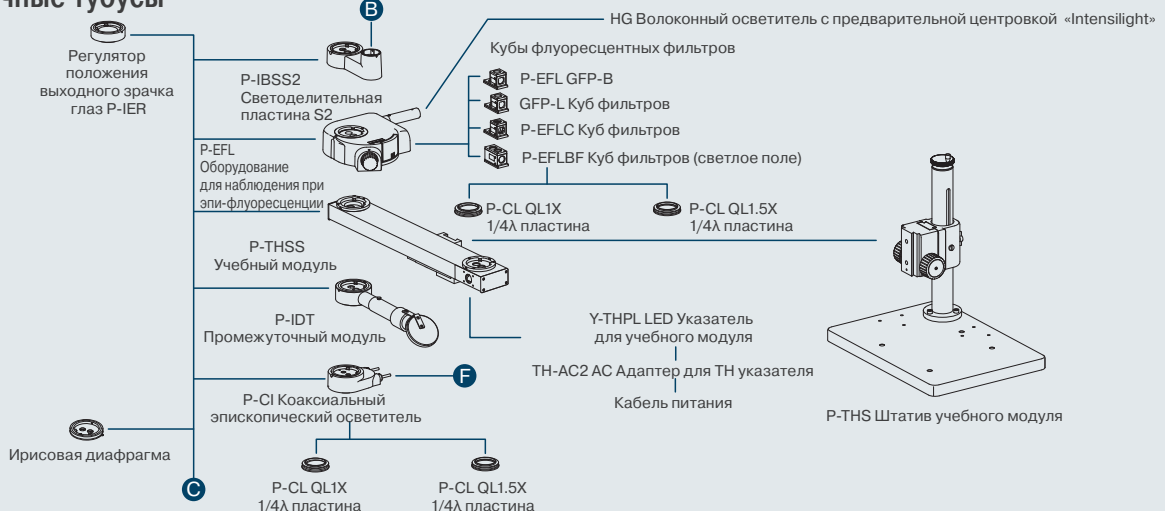 чные тубусы
B
HG Волоконный осветитель с предварительной центровкой «Intensilight»
Регулятор
положения
выходного зрачка
глаз P-IER
P-IBSS2
Светоделительная
пластина S2
Кубы флуоресцентных фильтров
P-EFL GFP-B
GFP-L Куб фильтров
P-EFLC Куб фильтров
P-EFLBF Куб фильтров (светлое поле)
P-EFL
Оборудование
для наблюдения при
эпи-флуоресценции
P-CL QL1X
1/4λ пластина
P-CL QL1.5X
1/4λ пластина
P-THSS
Учебный модуль
P-IDT
Промежуточный модуль
Y-THPL LED Указатель
для учебного модуля
TH-AC2 AC Адаптер для TH указателя
Кабель питания
P-THS Штатив учебного модуля
F
P-CI Коаксиальный
эпископический осветитель
Ирисовая диафрагма
C
P-CL QL1X
1/4λ пластина
P-CL QL1.5X
1/4λ пластина